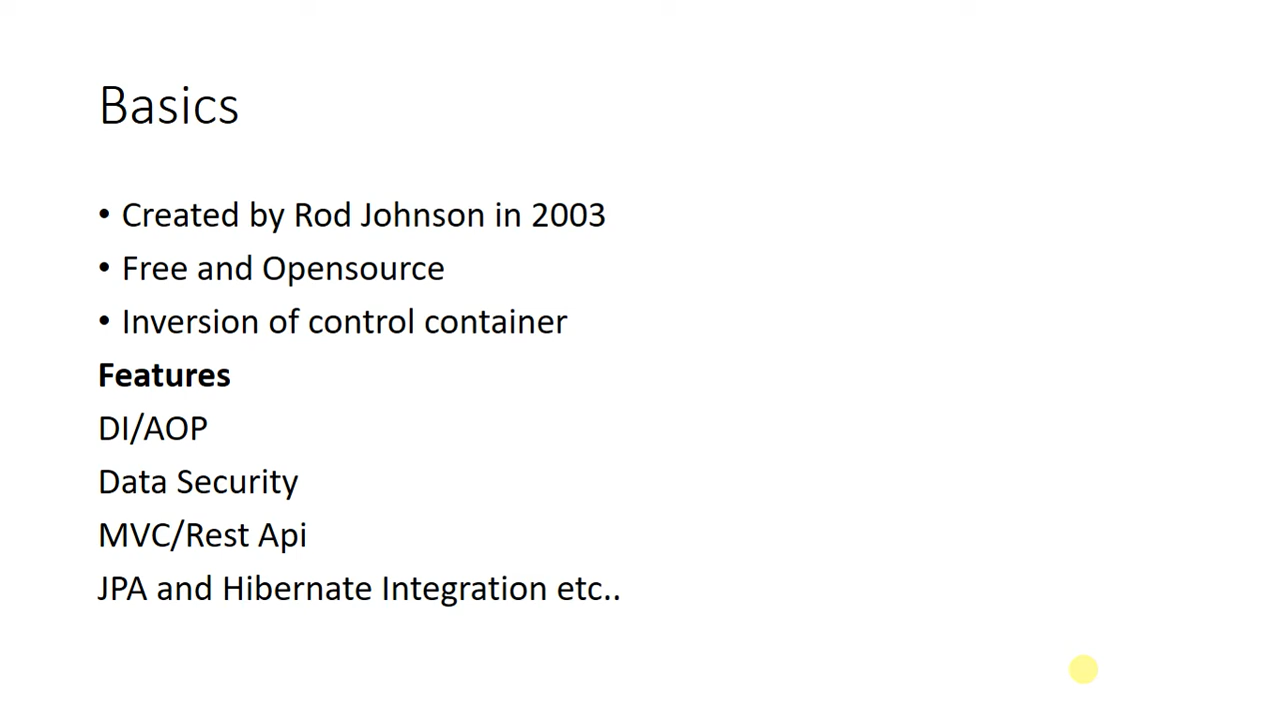 Basics
• Created by Rod Johnson in 2003
• Free and Opensource
• Inversion of control container
Features
DI/AOP
Data Security
MVC/Rest Api
JPA and Hibernate Integration etc..